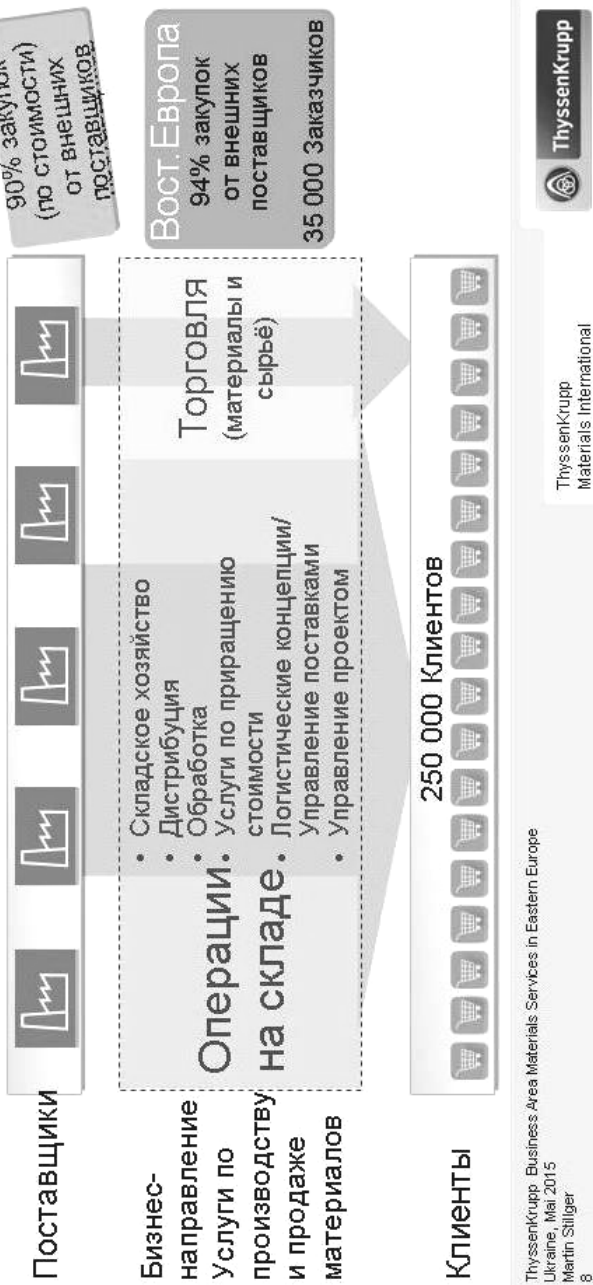 90% закупок
(по стоимости)
от внешних
поставщиков
Поставщики
Вост.Европа
94% закупок
от внешних
поставщиков
35 000 Заказчиков
Бизнес-
направление
Услуги по
производству
и продаже
материалов
Операции
на складе
• Складское хозяйство
• Дистрибуция
• Обработка
• Услуги по приращению
стоимости
• Логистические концепции/
Управление поставками
• Управление проектом
Торговля
(материалы и
сырьё)
Клиенты
250 000 Клиентов
ThyssenKrupp Business Area Materials Services in Eastern Europe
Ukraine, Mai 2015
Martin Stillger
8
ThyssenKrupp
Materials International
ThyssenKrupp